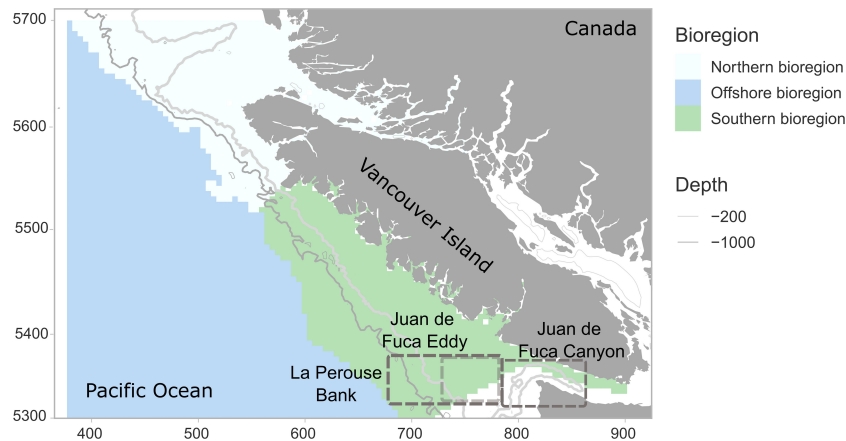 Canada
Vancouver Island
Juan de
Fuca Eddy
Juan de
Fuca Canyon
La Perouse
Bank
Pacific Ocean
5700
5600
5500
5400
5300
400
500
600
700
800
900
Bioregion
Northern bioregion
Offshore bioregion
Southern bioregion
Depth
−200
−1000